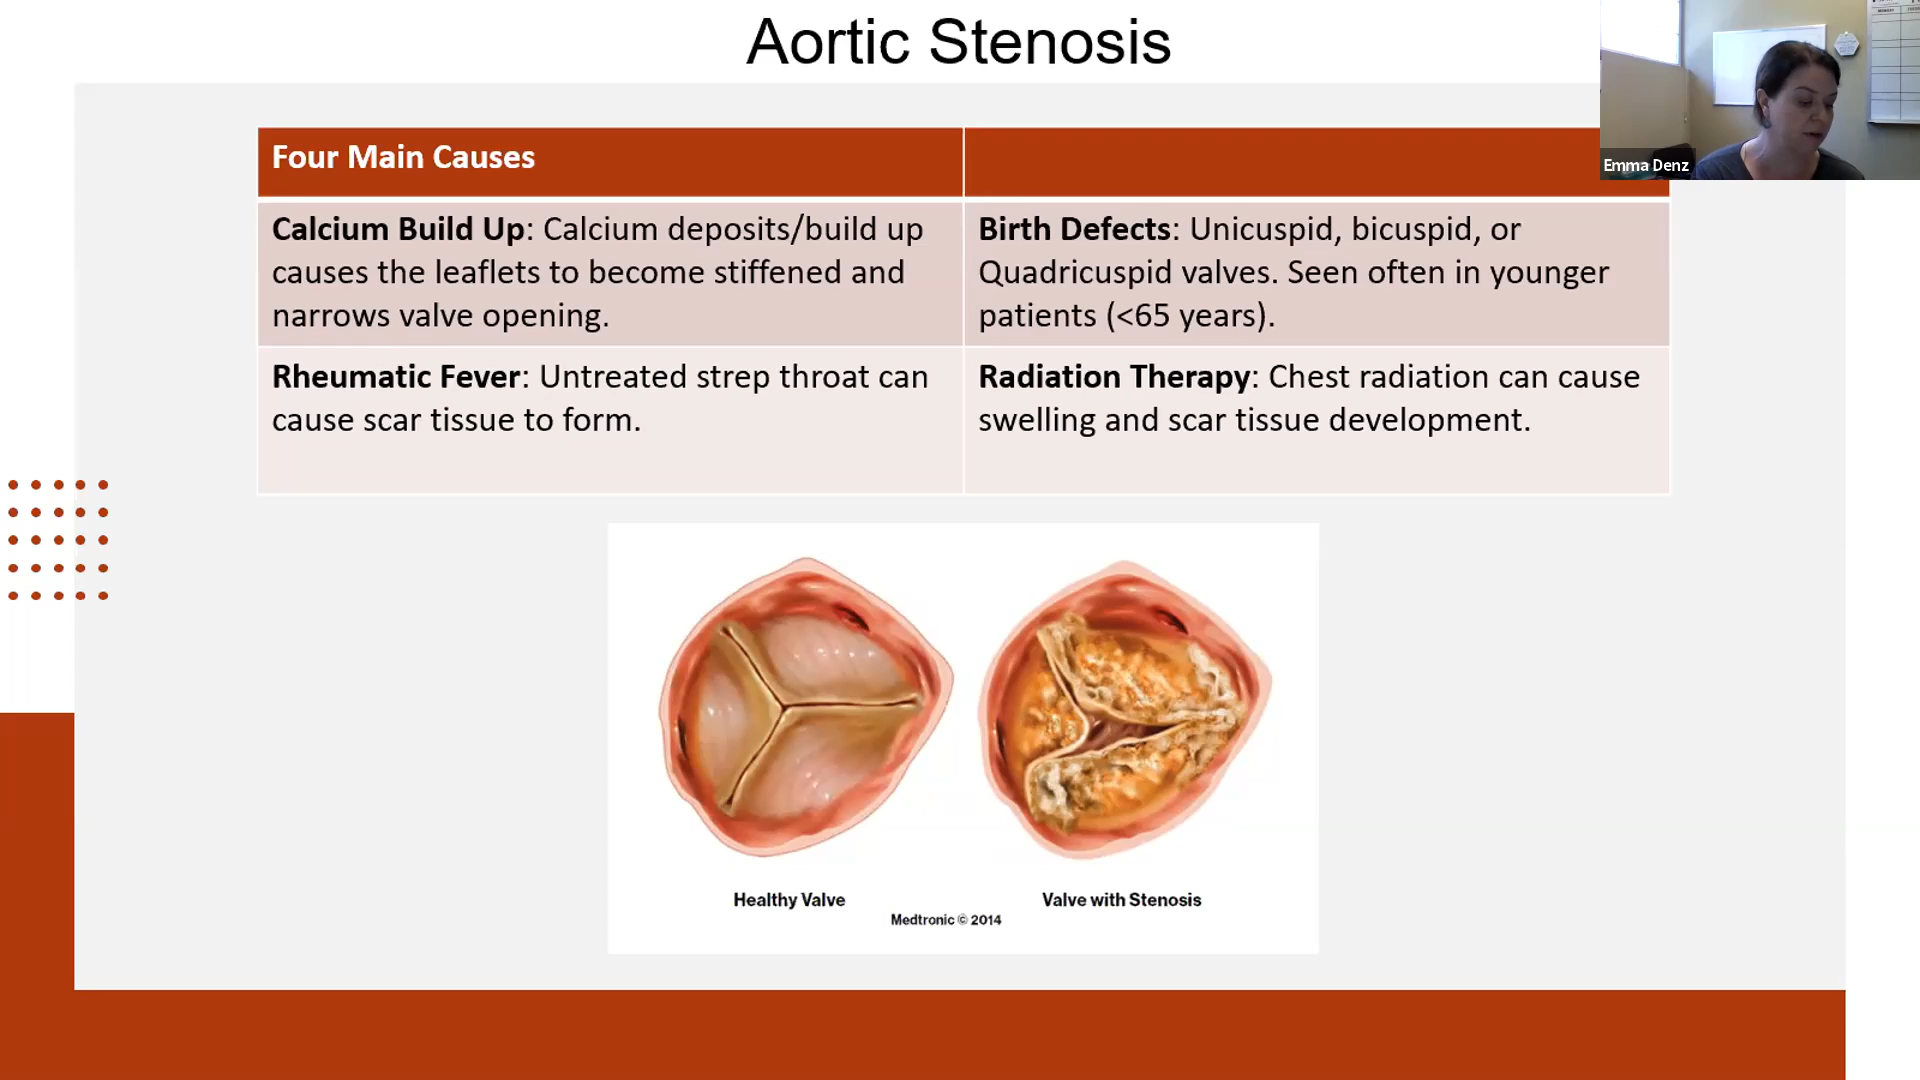 Aortic Stenosis
Four Main Causes
Calcium Build Up: Calcium deposits/build up
causes the leaflets to become stiffened and
narrows valve opening.
Birth Defects: Unicuspid, bicuspid, or
Quadricuspid valves. Seen often in younger
patients (<65 years).
Rheumatic Fever: Untreated strep throat can
cause scar tissue to form.
Radiation Therapy: Chest radiation can cause
swelling and scar tissue development.
Healthy Valve
Valve with Stenosis
Medtronic © 2014
Emma Denz